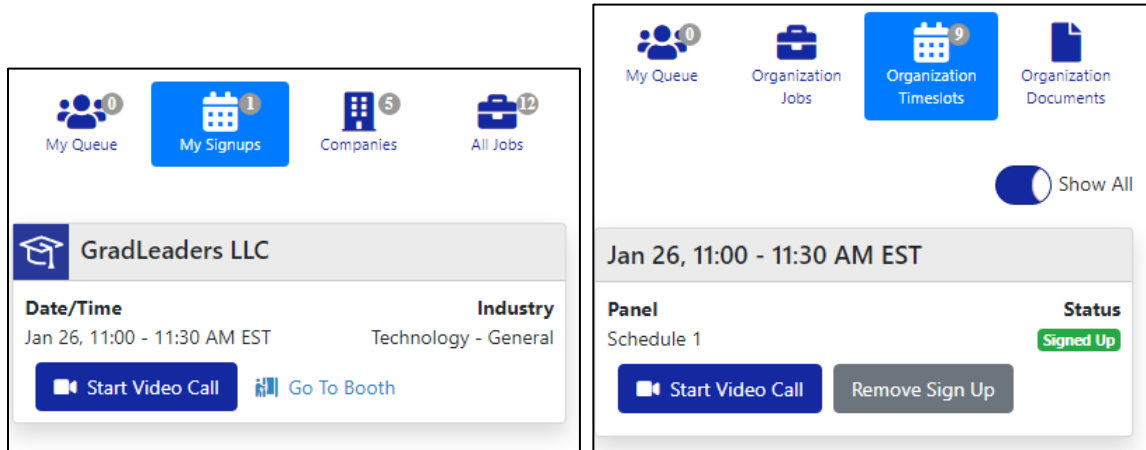 0
My Queue
1
My Signups
5
Companies
12
All Jobs
GradLeaders LLC
Date/Time
Industry
Jan 26, 11:00 - 11:30 AM EST
Technology - General
Start Video Call
Go To Booth
0
My Queue
Organization
Jobs
9
Organization
Timeslots
Organization
Documents
Show All
Jan 26, 11:00 - 11:30 AM EST
Panel
Status
Schedule 1
Signed Up
Start Video Call
Remove Sign Up